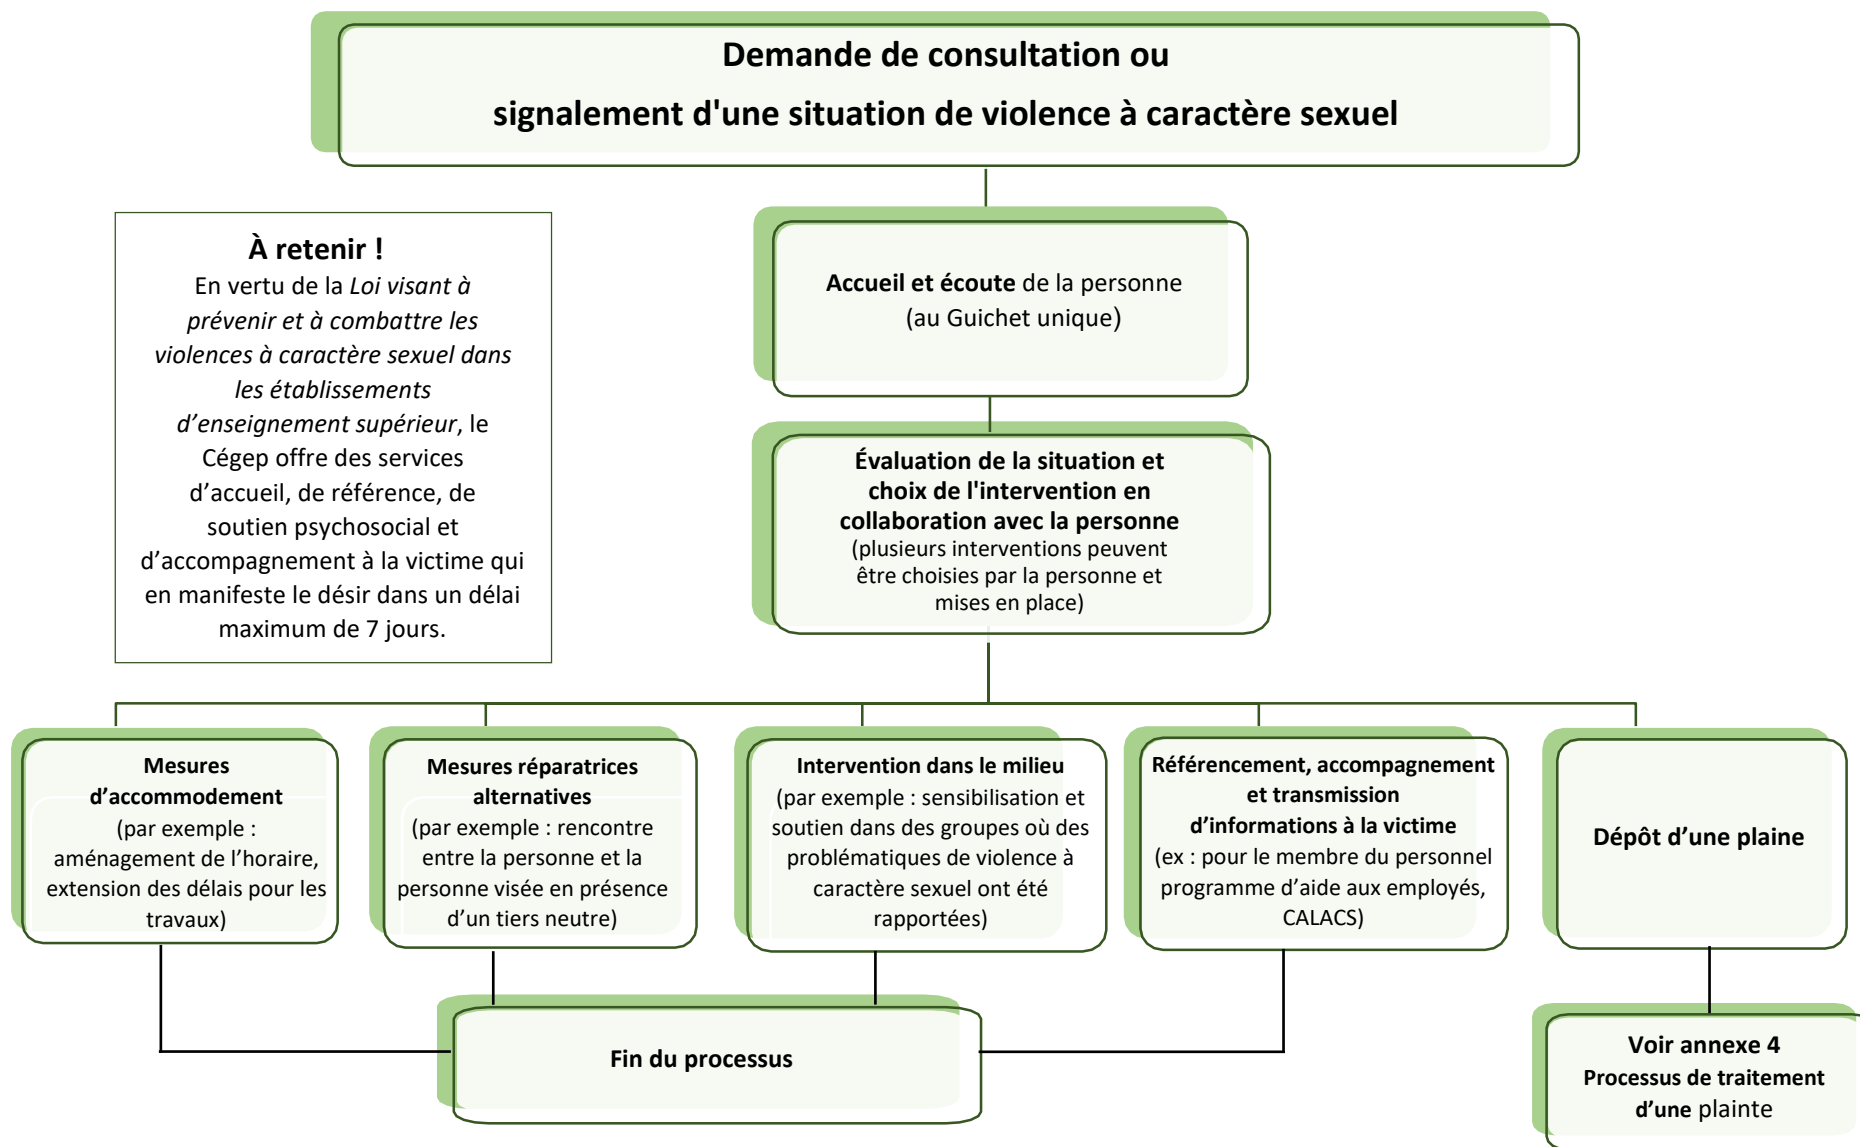 Demande de consultation ou
signalement d'une situation de violence à caractère sexuel
À retenir !
En vertu de la Loi visant à
prévenir et à combattre les
violences à caractère sexuel dans
les établissements
d’enseignement supérieur, le
Cégep offre des services
d’accueil, de référence, de
soutien psychosocial et
d’accompagnement à la victime qui
en manifeste le désir dans un délai
maximum de 7 jours.
Accueil et écoute de la personne
(au Guichet unique)
Évaluation de la situation et
choix de l'intervention en
collaboration avec la personne
(plusieurs interventions peuvent
être choisies par la personne et
mises en place)
Mesures
d’accommodement
(par exemple :
aménagement de l’horaire,
extension des délais pour les
travaux)
Mesures réparatrices
alternatives
(par exemple : rencontre
entre la personne et la
personne visée en présence
d’un tiers neutre)
Intervention dans le milieu
(par exemple : sensibilisation et
soutien dans des groupes où des
problématiques de violence à
caractère sexuel ont été
rapportées)
Référencement, accompagnement
et transmission
d’informations à la victime
(ex : pour le membre du personnel
programme d’aide aux employés,
CALACS)
Dépôt d’une plaine
Fin du processus
Voir annexe 4
Processus de traitement
d’une plainte